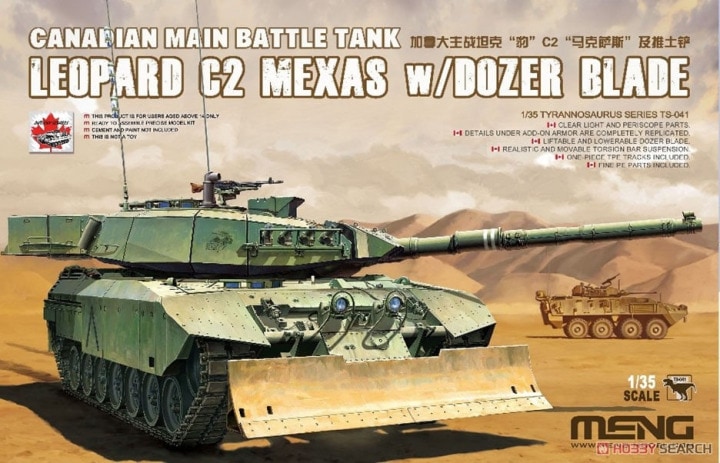 CANADIAN MAIN BATTLE TANK 加拿大主战坦克“豹”C2“马克萨斯”及推土铲
LEOPARD C2 MEXAS w/DOZER BLADE
THIS PRODUCT IS FOR USERS AGED ABOVE 14 ONLY
READY TO ASSEMBLE PRECISE MODEL KIT
CEMENT AND PAINT NOT INCLUDED
THIS IS NOT A TOY
1/35 TYRANNOSAURUS SERIES TS-041
CLEAR LIGHT AND PERISCOPE PARTS.
DETAILS UNDER ADD-ON ARMOR ARE COMPLETELY REPLICATED.
LIFTABLE AND LOWERABLE DOZER BLADE.
REALISTIC AND MOVABLE TORSION BAR SUSPENSION.
ONE-PIECE TPE TRACKS INCLUDED.
FINE PE PARTS INCLUDED.
1/35
SCALE
TS-041
MENG
HOBBY SEARCH